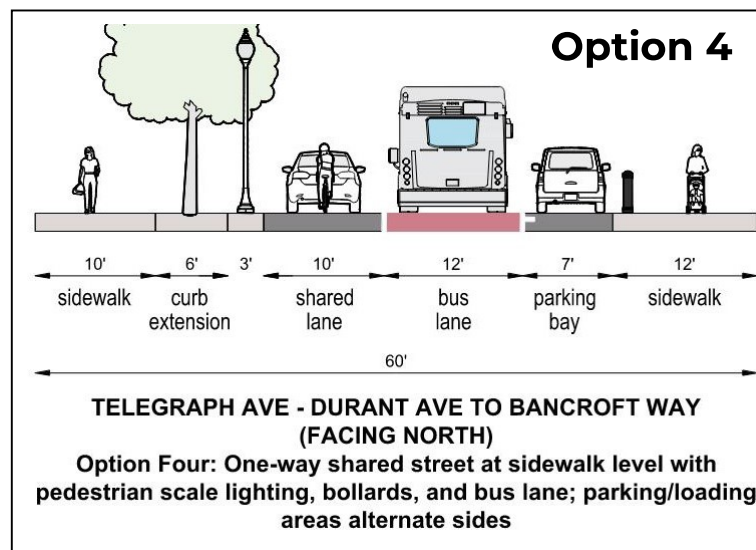 Option 4
10' 6' 3' 10' 12' 7' 12'
sidewalk curb extension shared lane bus lane parking bay sidewalk
60'
TELEGRAPH AVE - DURANT AVE TO BANCROFT WAY
(FACING NORTH)
Option Four: One-way shared street at sidewalk level with
pedestrian scale lighting, bollards, and bus lane; parking/loading
areas alternate sides